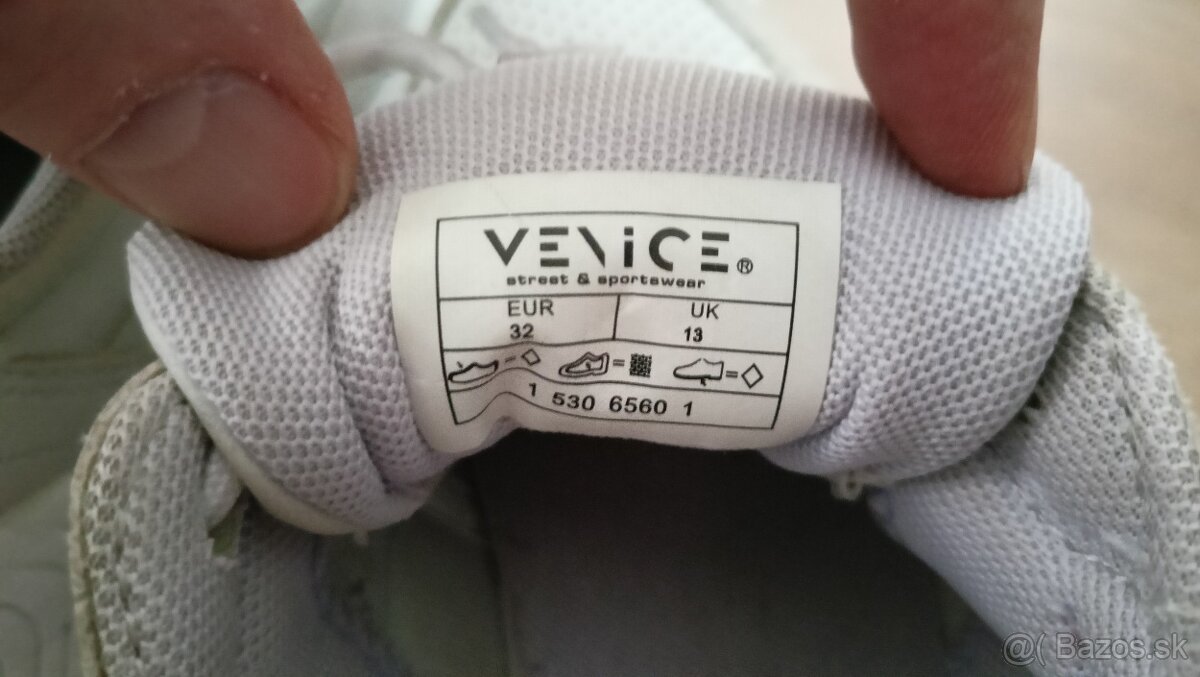 VENiCE®
street & sportswear
EUR UK
32 13
= = =
1 530 6560 1
@( Bazos.sk